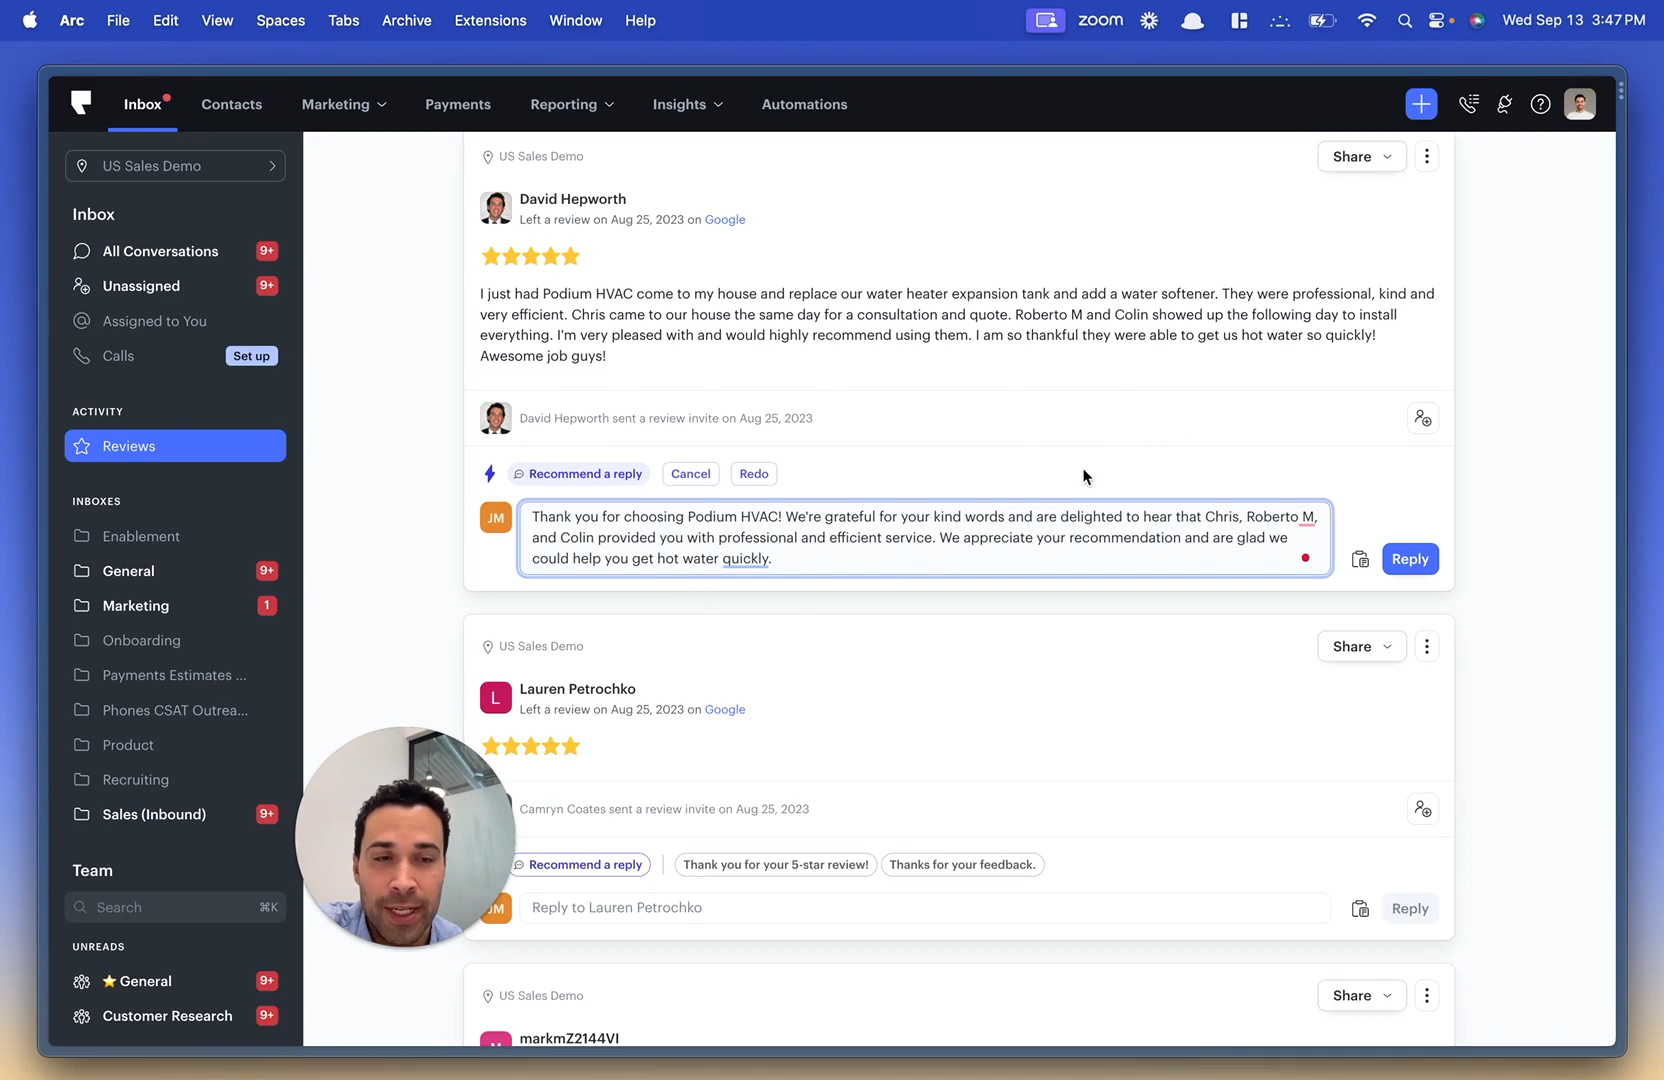 Arc File Edit View Spaces Tabs Archive Extensions Window Help zoom Wed Sep 13 3:47 PM
Inbox Contacts Marketing Payments Reporting Insights Automations
US Sales Demo
Inbox
All Conversations 9+
Unassigned 9+
Assigned to You
Calls Set up
ACTIVITY
Reviews
INBOXES
Enablement
General 9+
Marketing 1
Onboarding
Payments Estimates ...
Phones CSAT Outrea...
Product
Recruiting
Sales (Inbound) 9+
Team
Search ⌘K
UNREADS
General 9+
Customer Research 9+
US Sales Demo Share
David Hepworth
Left a review on Aug 25, 2023 on Google
I just had Podium HVAC come to my house and replace our water heater expansion tank and add a water softener. They were professional, kind and
very efficient. Chris came to our house the same day for a consultation and quote. Roberto M and Colin showed up the following day to install
everything. I'm very pleased with and would highly recommend using them. I am so thankful they were able to get us hot water so quickly!
Awesome job guys!
David Hepworth sent a review invite on Aug 25, 2023
Recommend a reply Cancel Redo
JM
Thank you for choosing Podium HVAC! We're grateful for your kind words and are delighted to hear that Chris, Roberto M,
and Colin provided you with professional and efficient service. We appreciate your recommendation and are glad we
could help you get hot water quickly.
Reply
US Sales Demo Share
L
Lauren Petrochko
Left a review on Aug 25, 2023 on Google
Camryn Coates sent a review invite on Aug 25, 2023
Recommend a reply Thank you for your 5-star review! Thanks for your feedback.
JM Reply to Lauren Petrochko Reply
US Sales Demo Share
markmZ2144VI